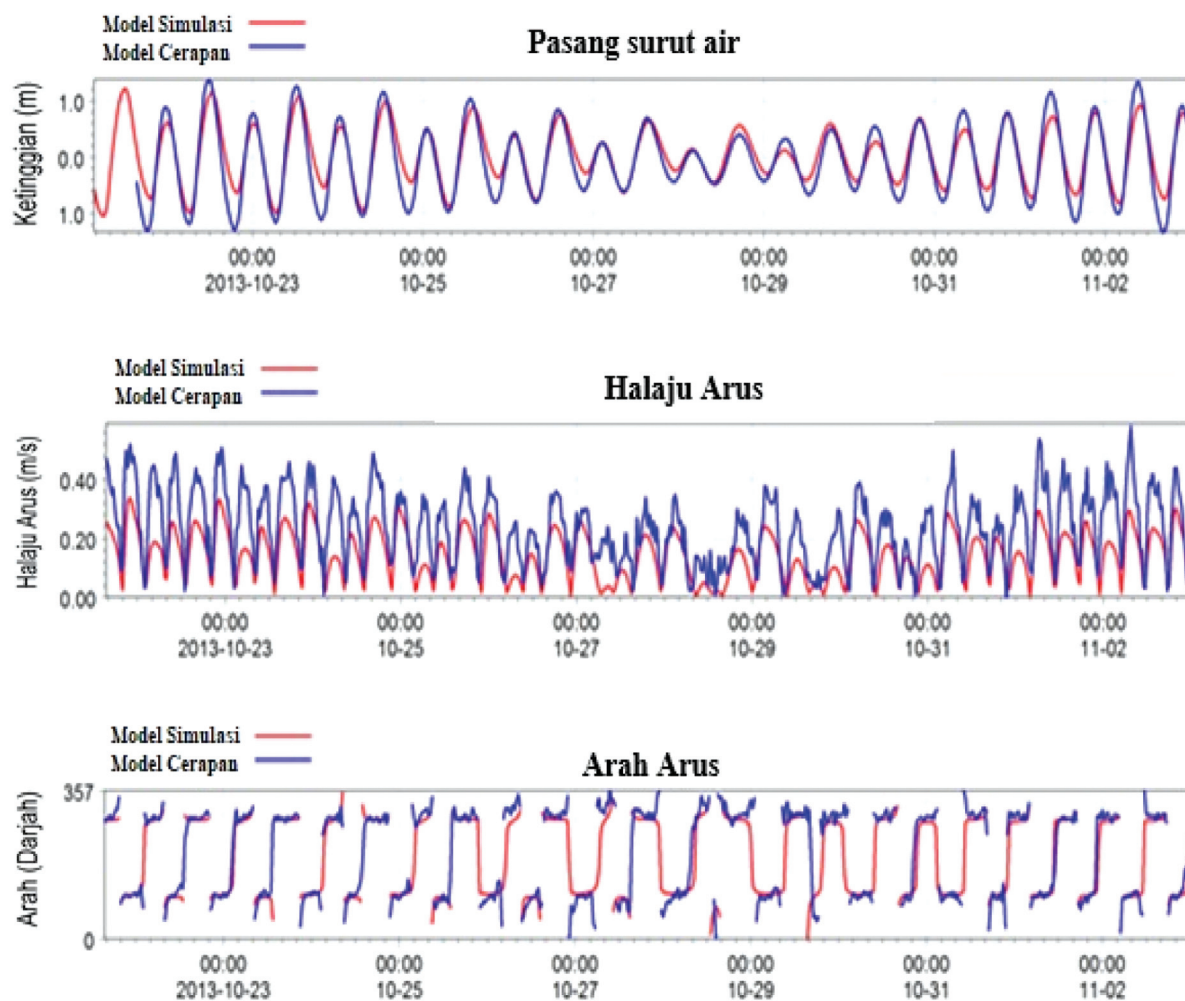 Model Simulasi
Model Cerapan
Pasang surut air
Ketinggian (m)
1.0
0.0
1.0
00:00 00:00 00:00 00:00 00:00 00:00
2013-10-23 10-25 10-27 10-29 10-31 11-02
Model Simulasi
Model Cerapan
Halaju Arus
Halaju Arus (m/s)
0.40
0.20
0.00
00:00 00:00 00:00 00:00 00:00 00:00
2013-10-23 10-25 10-27 10-29 10-31 11-02
Model Simulasi
Model Cerapan
Arah Arus
Arah (Darjah)
357
0
00:00 00:00 00:00 00:00 00:00 00:00
2013-10-23 10-25 10-27 10-29 10-31 11-02